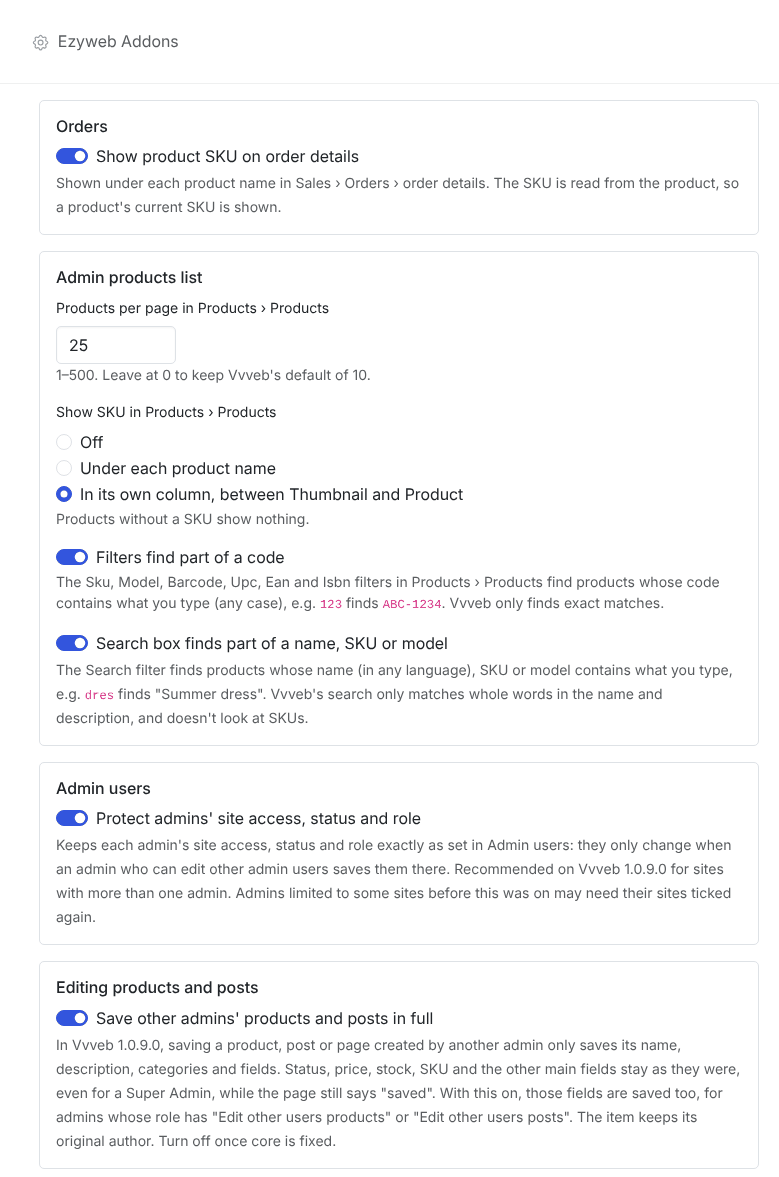 Ezyweb Addons
Orders
Show product SKU on order details
Shown under each product name in Sales › Orders › order details. The SKU is read from the product, so
a product's current SKU is shown.
Admin products list
Products per page in Products › Products
25
1–500. Leave at 0 to keep Vvveb's default of 10.
Show SKU in Products › Products
Off
Under each product name
In its own column, between Thumbnail and Product
Products without a SKU show nothing.
Filters find part of a code
The Sku, Model, Barcode, Upc, Ean and Isbn filters in Products › Products find products whose code
contains what you type (any case), e.g. 123 finds ABC-1234. Vvveb only finds exact matches.
Search box finds part of a name, SKU or model
The Search filter finds products whose name (in any language), SKU or model contains what you type,
e.g. dres finds "Summer dress". Vvveb's search only matches whole words in the name and
description, and doesn't look at SKUs.
Admin users
Protect admins' site access, status and role
Keeps each admin's site access, status and role exactly as set in Admin users: they only change when
an admin who can edit other admin users saves them there. Recommended on Vvveb 1.0.9.0 for sites
with more than one admin. Admins limited to some sites before this was on may need their sites ticked
again.
Editing products and posts
Save other admins' products and posts in full
In Vvveb 1.0.9.0, saving a product, post or page created by another admin only saves its name,
description, categories and fields. Status, price, stock, SKU and the other main fields stay as they were,
even for a Super Admin, while the page still says "saved". With this on, those fields are saved too, for
admins whose role has "Edit other users products" or "Edit other users posts". The item keeps its
original author. Turn off once core is fixed.